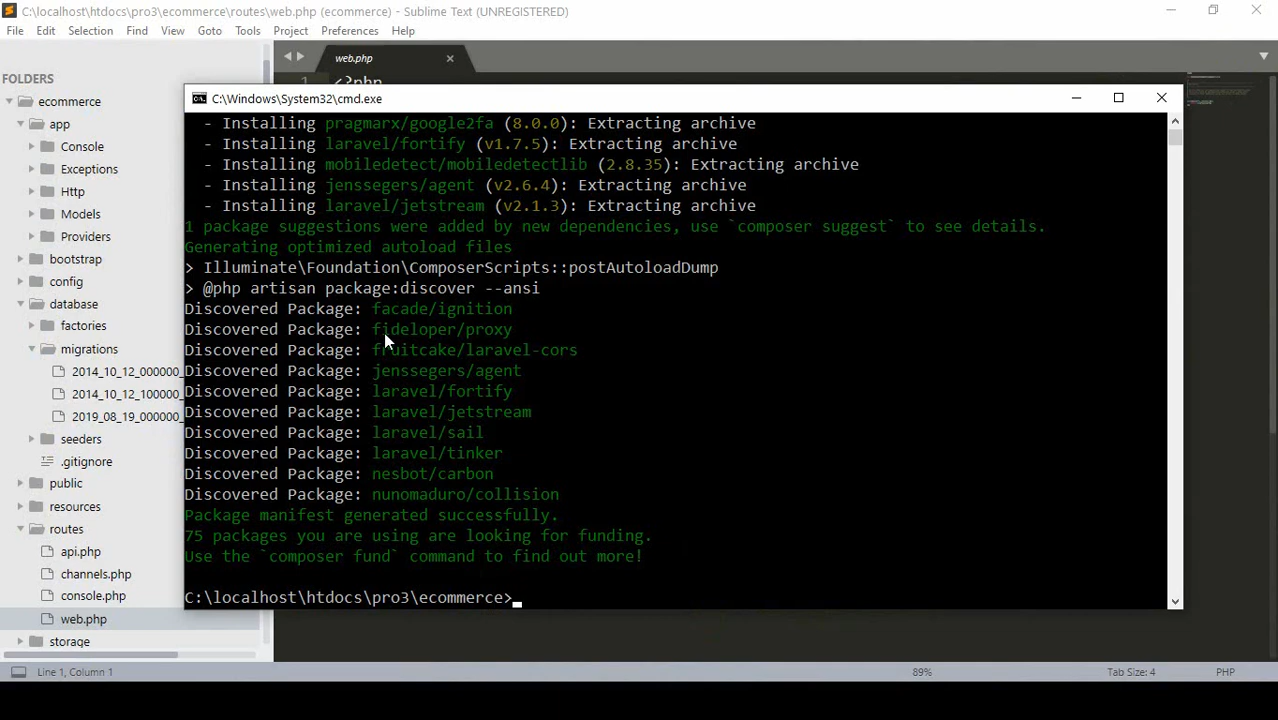 C:\localhost\htdocs\pro3\ecommerce\routes\web.php (ecommerce) - Sublime Text (UNREGISTERED)
File Edit Selection Find View Goto Tools Project Preferences Help
FOLDERS
ecommerce
app
Console
Exceptions
Http
Models
Providers
bootstrap
config
database
factories
migrations
2014_10_12_000000_
2014_10_12_100000_
2019_08_19_000000_
seeders
.gitignore
public
resources
routes
api.php
channels.php
console.php
web.php
storage
web.php
1 <?php
C:\Windows\System32\cmd.exe
- Installing pragmarx/google2fa (8.0.0): Extracting archive
- Installing laravel/fortify (v1.7.5): Extracting archive
- Installing mobiledetect/mobiledetectlib (2.8.35): Extracting archive
- Installing jenssegers/agent (v2.6.4): Extracting archive
- Installing laravel/jetstream (v2.1.3): Extracting archive
1 package suggestions were added by new dependencies, use `composer suggest` to see details.
Generating optimized autoload files
> Illuminate\Foundation\ComposerScripts::postAutoloadDump
> @php artisan package:discover --ansi
Discovered Package: facade/ignition
Discovered Package: fideloper/proxy
Discovered Package: fruitcake/laravel-cors
Discovered Package: jenssegers/agent
Discovered Package: laravel/fortify
Discovered Package: laravel/jetstream
Discovered Package: laravel/sail
Discovered Package: laravel/tinker
Discovered Package: nesbot/carbon
Discovered Package: nunomaduro/collision
Package manifest generated successfully.
75 packages you are using are looking for funding.
Use the `composer fund` command to find out more!
C:\localhost\htdocs\pro3\ecommerce>
Line 1, Column 1
89%
Tab Size: 4
PHP